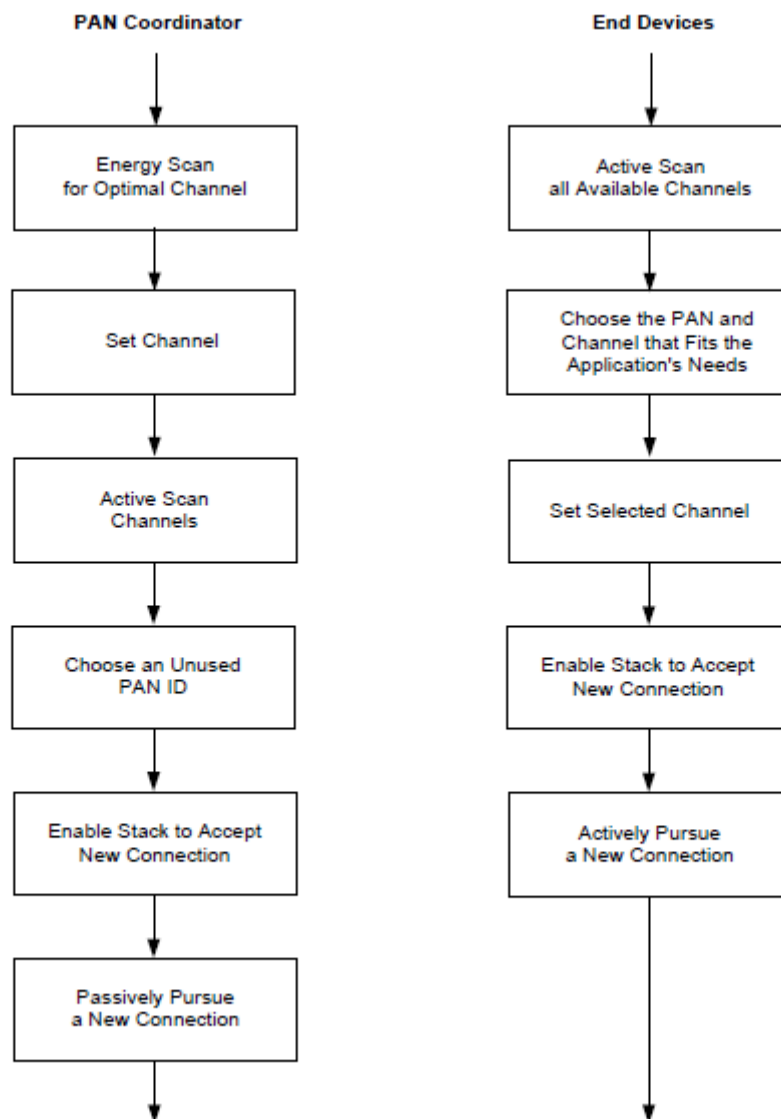 PAN Coordinator
Energy Scan
for Optimal Channel
Set Channel
Active Scan
Channels
Choose an Unused
PAN ID
Enable Stack to Accept
New Connection
Passively Pursue
a New Connection
End Devices
Active Scan
all Available Channels
Choose the PAN and
Channel that Fits the
Application's Needs
Set Selected Channel
Enable Stack to Accept
New Connection
Actively Pursue
a New Connection